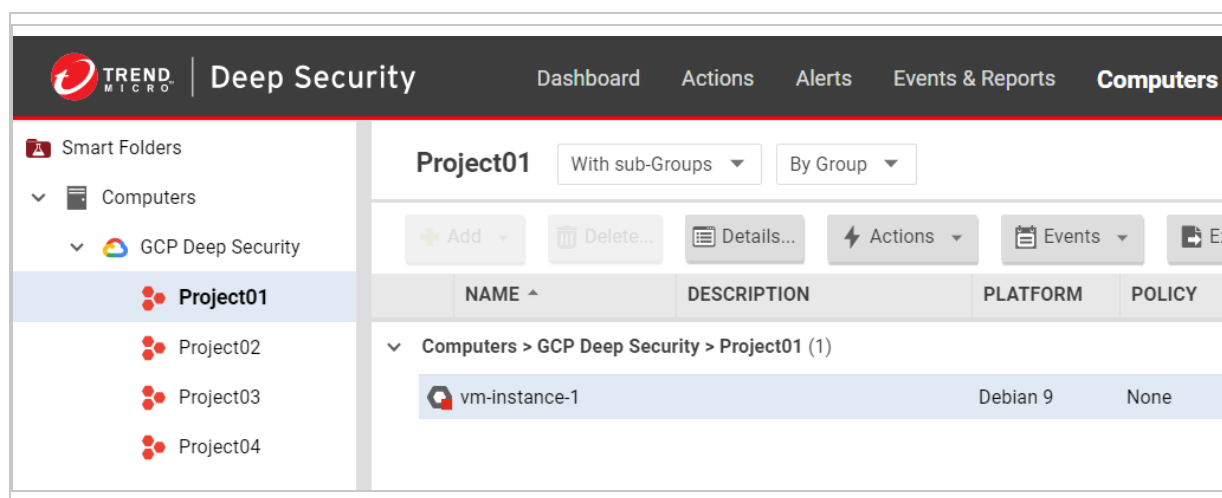 TREND MICRO Deep Security Dashboard Actions Alerts Events & Reports Computers
Smart Folders
Computers
GCP Deep Security
Project01
Project02
Project03
Project04
Project01 With sub-Groups By Group
Add Delete... Details... Actions Events
NAME DESCRIPTION PLATFORM POLICY
Computers > GCP Deep Security > Project01 (1)
vm-instance-1 Debian 9 None